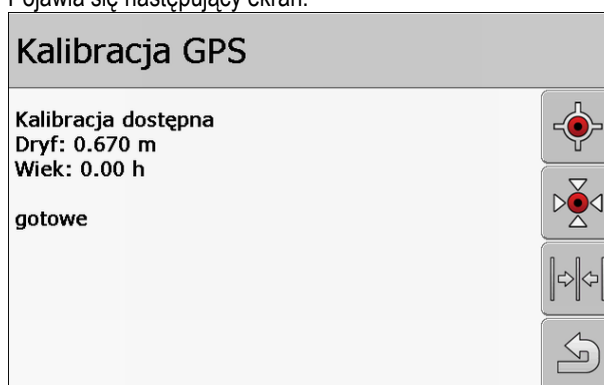 Pojawia się następujący ekran:
Kalibracja GPS
Kalibracja dostępna
Dryf: 0.670 m
Wiek: 0.00 h
gotowe